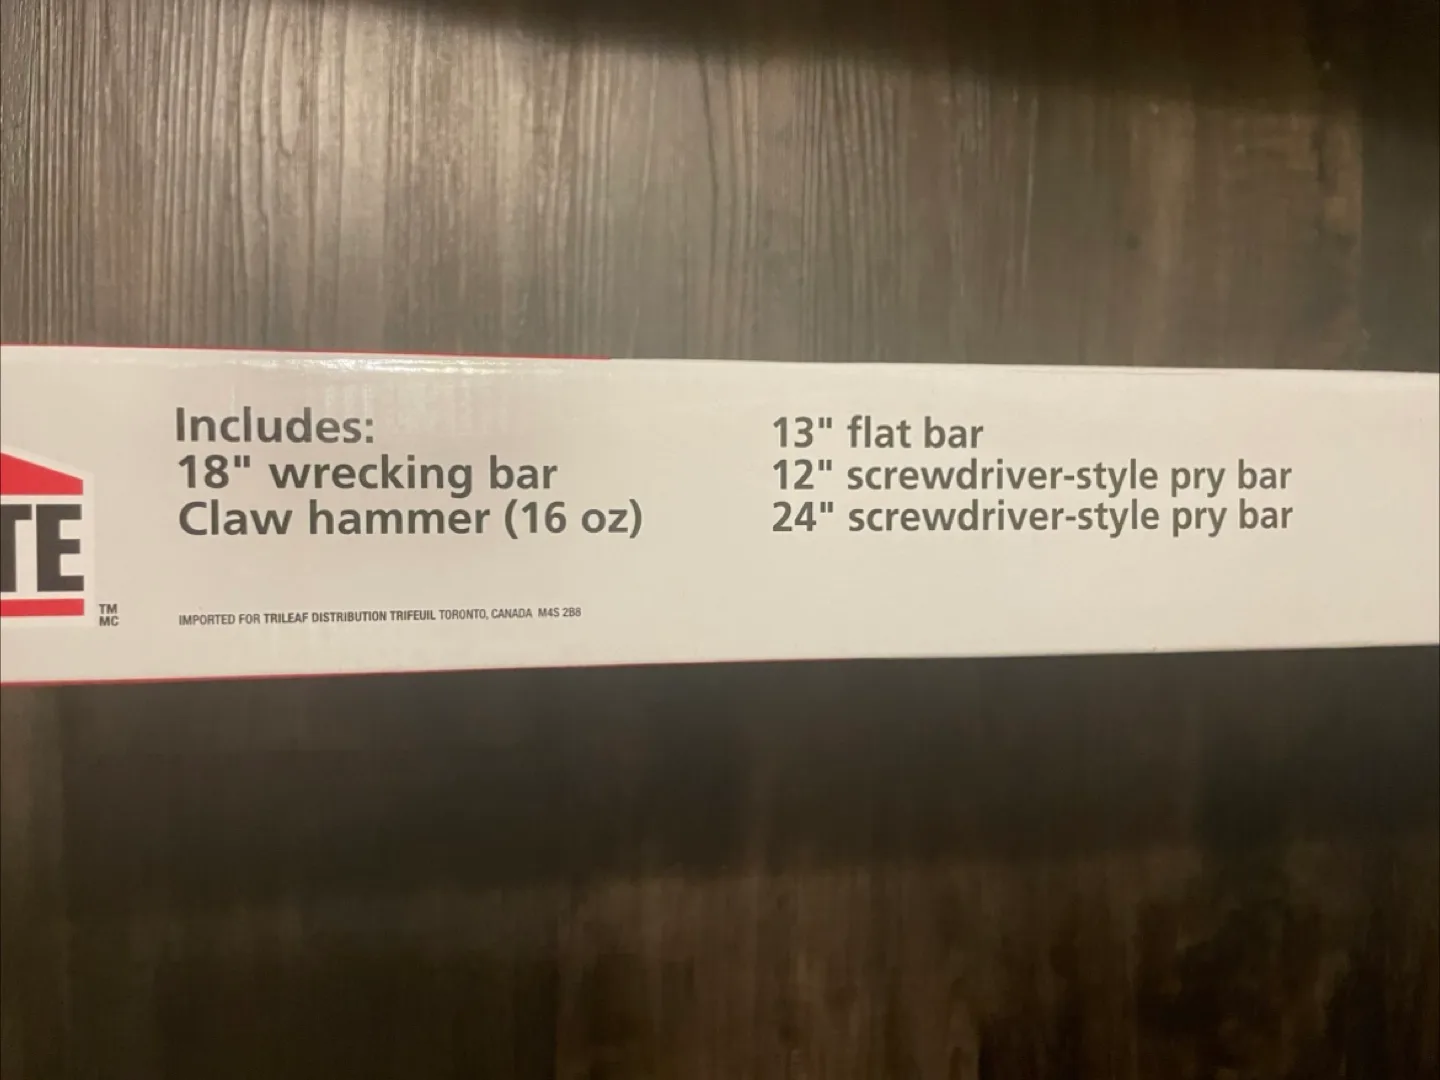 TE
TM
MC
Includes:
18" wrecking bar
Claw hammer (16 oz)
IMPORTED FOR TRILEAF DISTRIBUTION TRIFEUIL TORONTO, CANADA M4S 2B8
13" flat bar
12" screwdriver-style pry bar
24" screwdriver-style pry bar